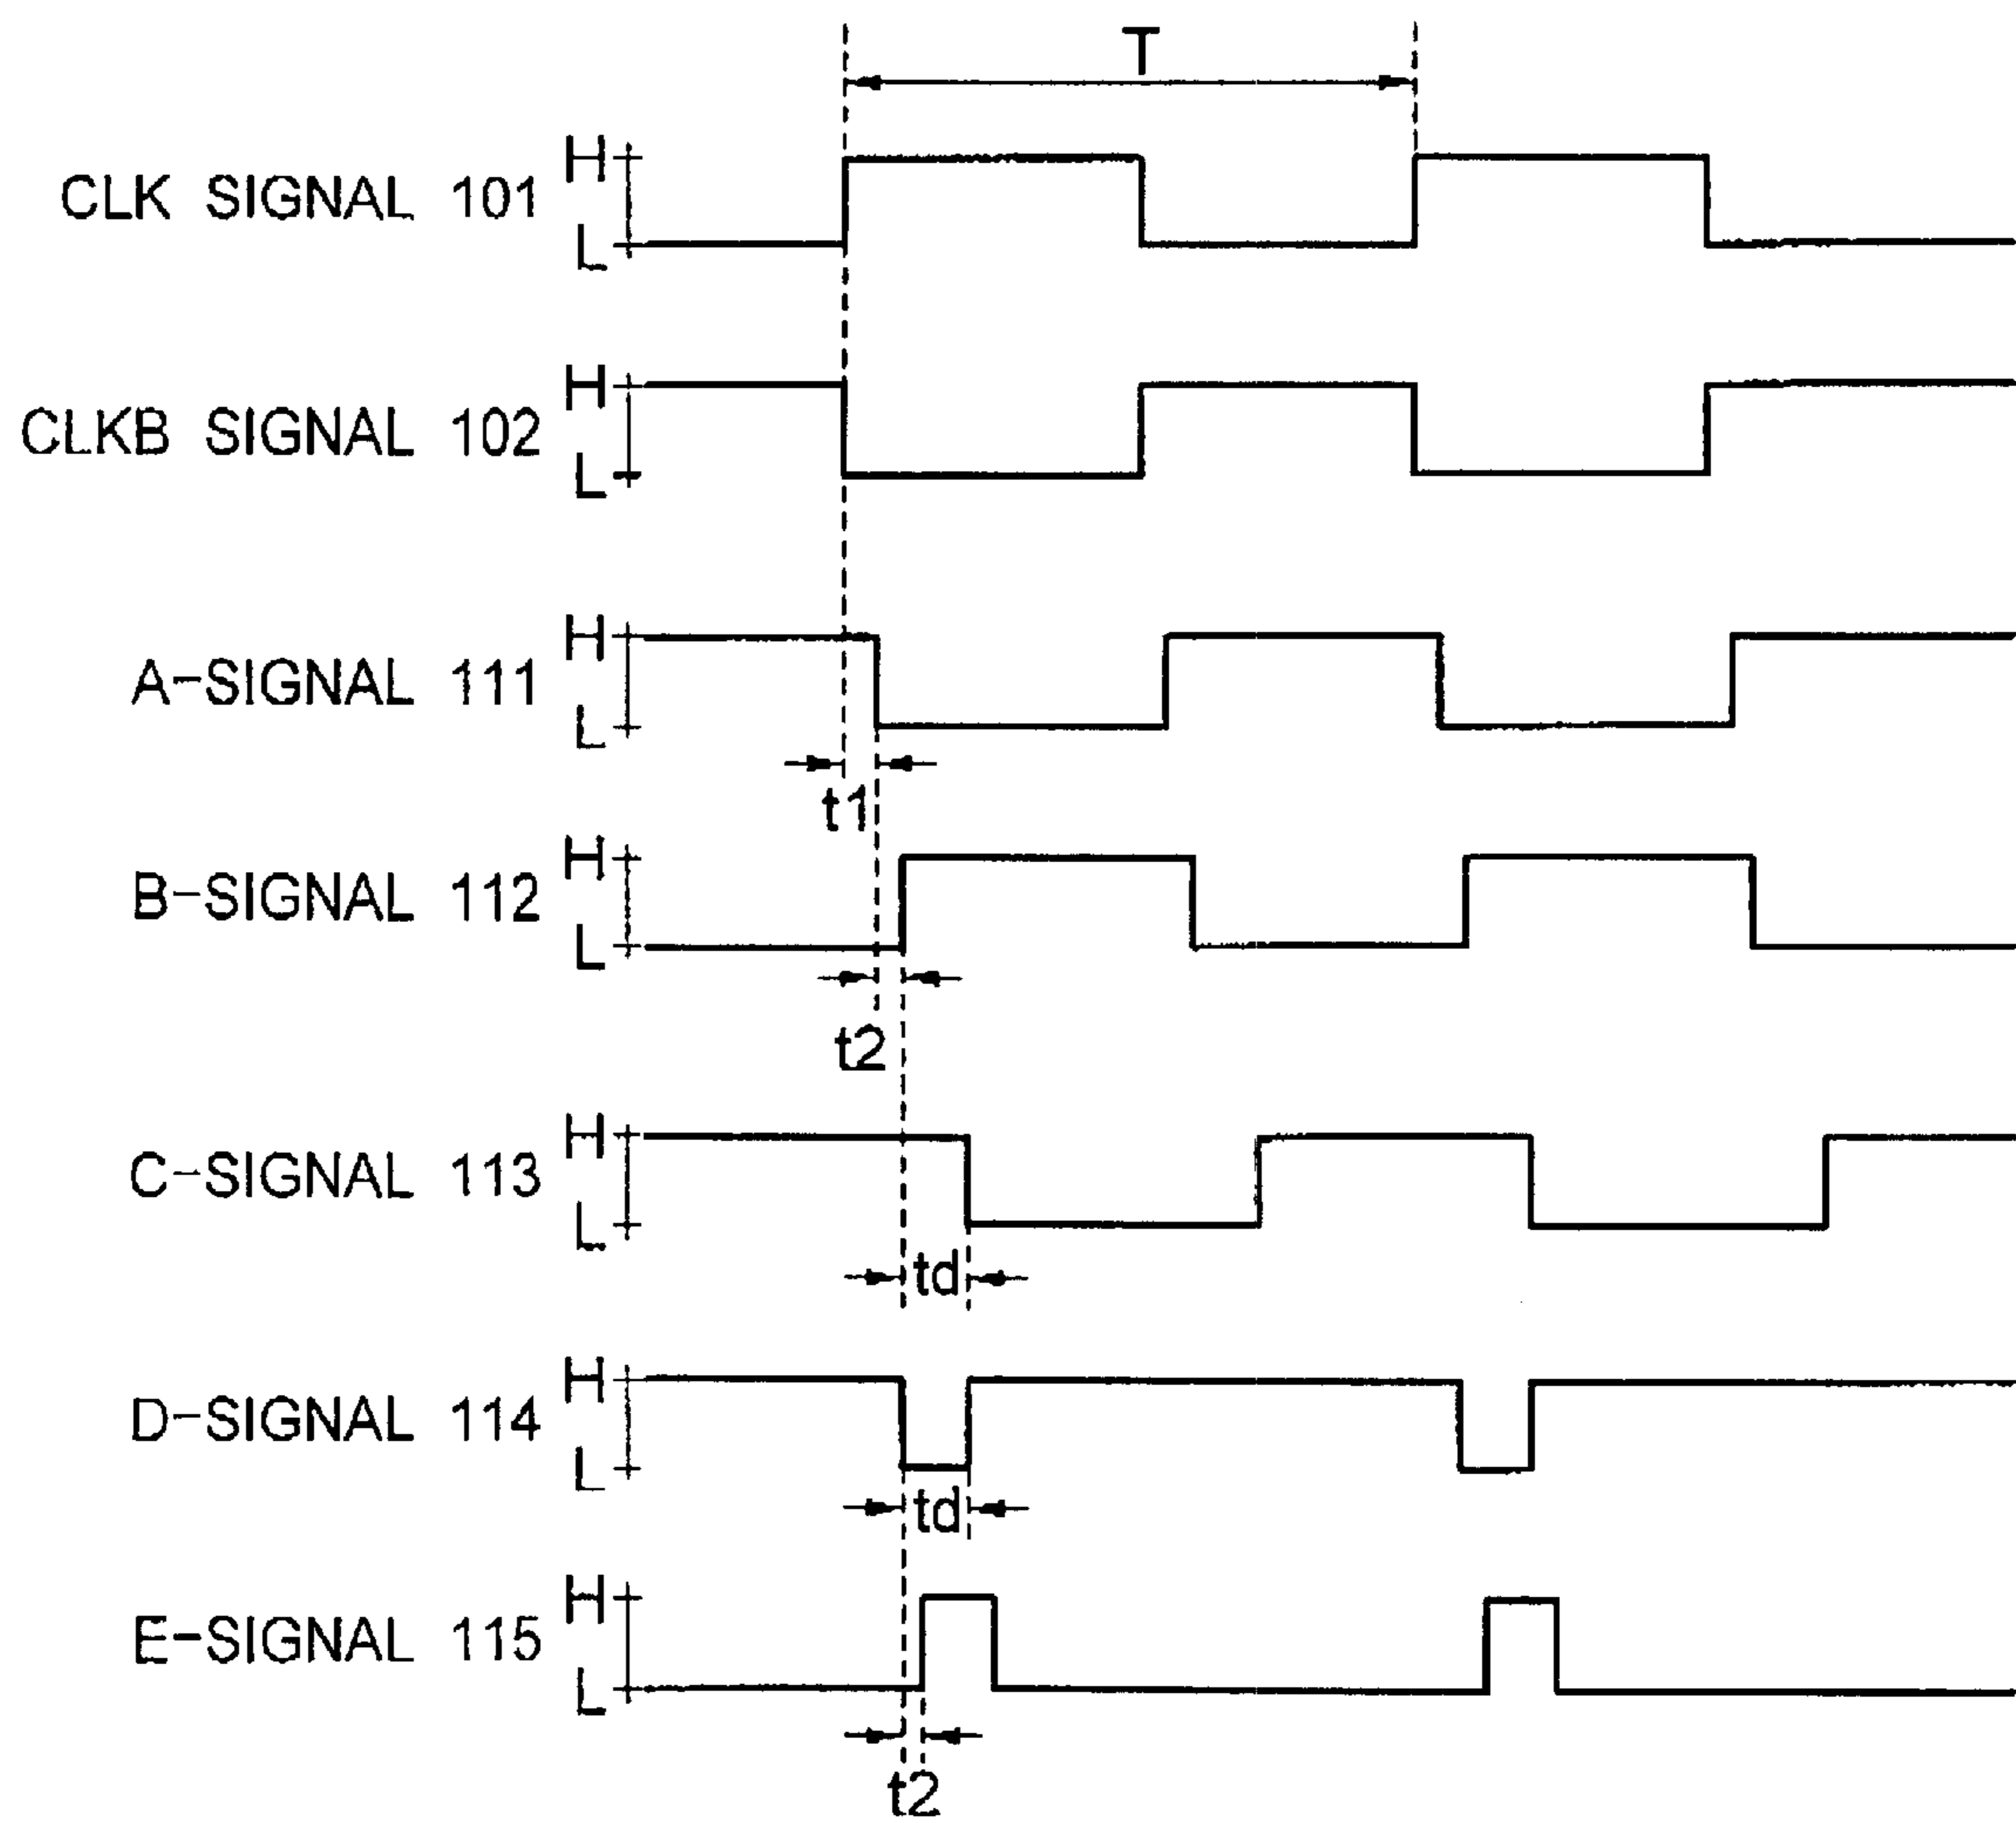 T
H
CLK SIGNAL 101
L
H
CLKB SIGNAL 102
L
H
A-SIGNAL 111
L
t1
H
B-SIGNAL 112
L
t2
H
C-SIGNAL 113
L
td
H
D-SIGNAL 114
L
td
H
E-SIGNAL 115
L
t2